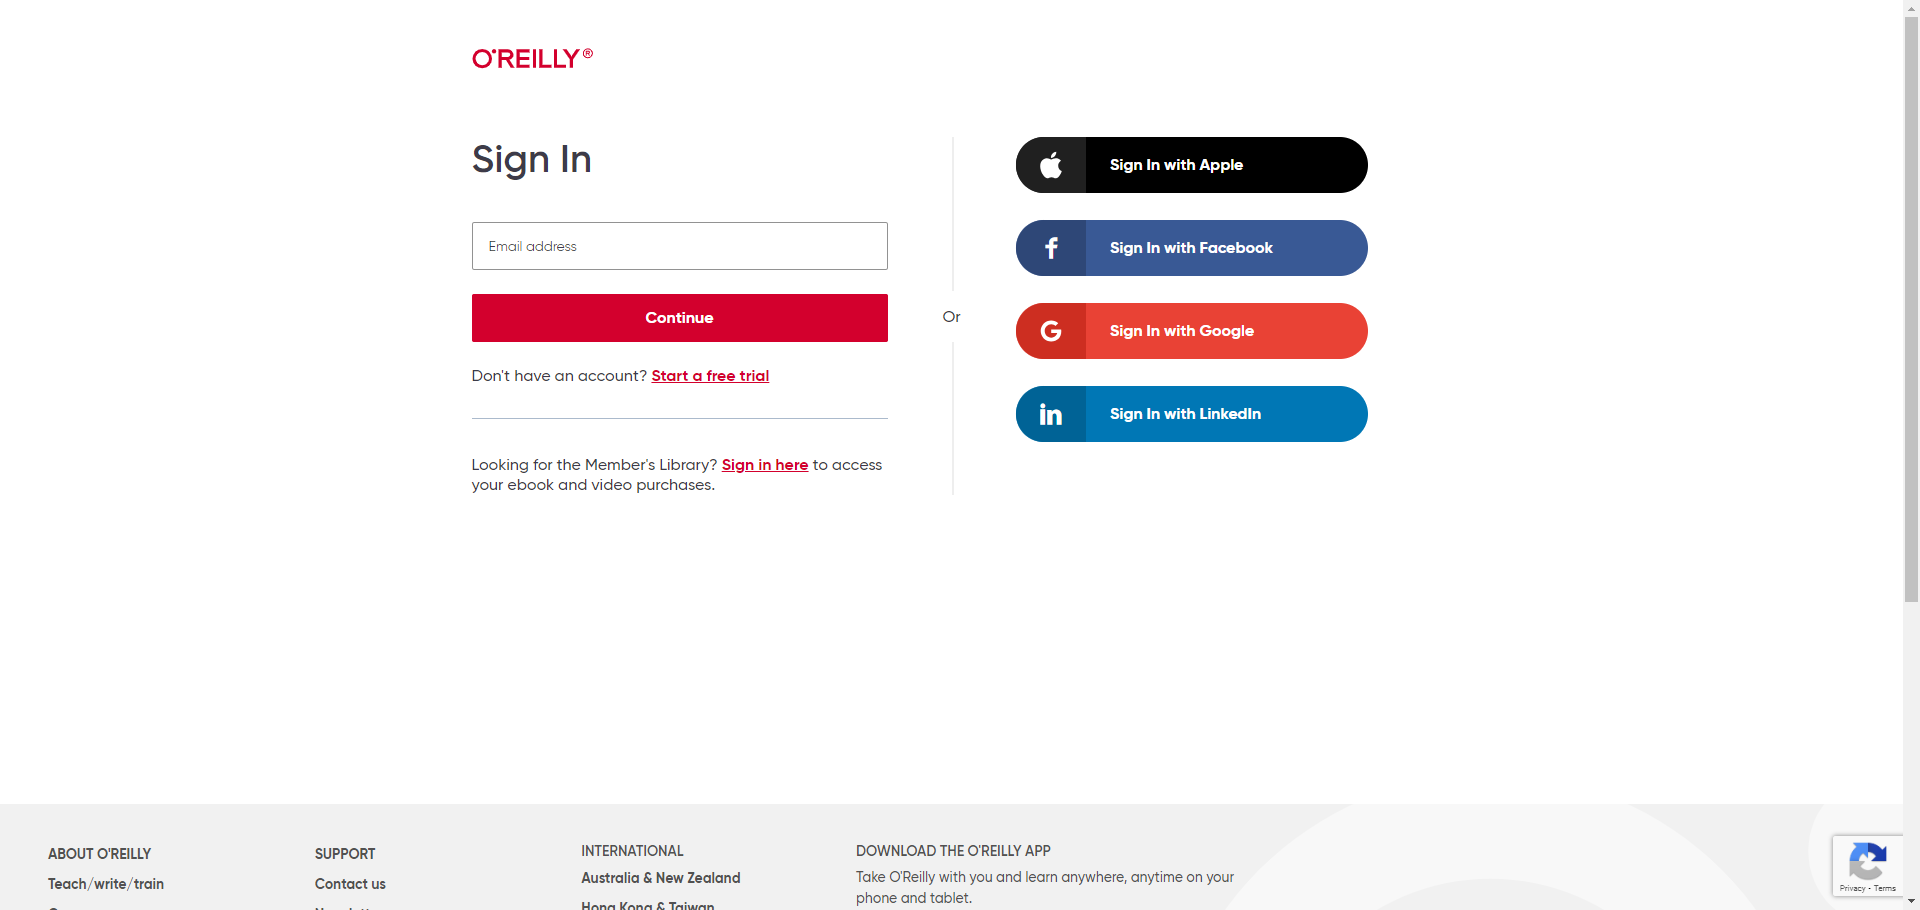 O'REILLY®
Sign In
Email address
Continue
Don't have an account? Start a free trial
Looking for the Member's Library? Sign in here to access
your ebook and video purchases.
Or
Sign In with Apple
Sign In with Facebook
Sign In with Google
Sign In with LinkedIn
ABOUT O'REILLY
Teach/write/train
SUPPORT
Contact us
INTERNATIONAL
Australia & New Zealand
Hong Kong & Taiwan
DOWNLOAD THE O'REILLY APP
Take O'Reilly with you and learn anywhere, anytime on your
phone and tablet.
Privacy - Terms